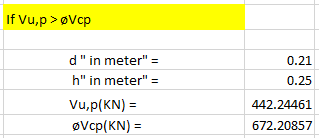 If Vu,p > øVcp
d " in meter" = 0.21
h" in meter" = 0.25
Vu,p(KN) = 442.24461
øVcp(KN) = 672.20857